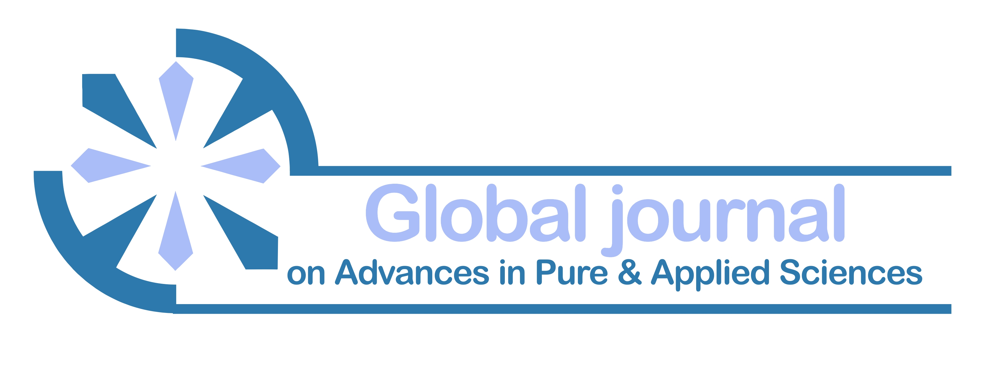 Global journal
on Advances in Pure & Applied Sciences